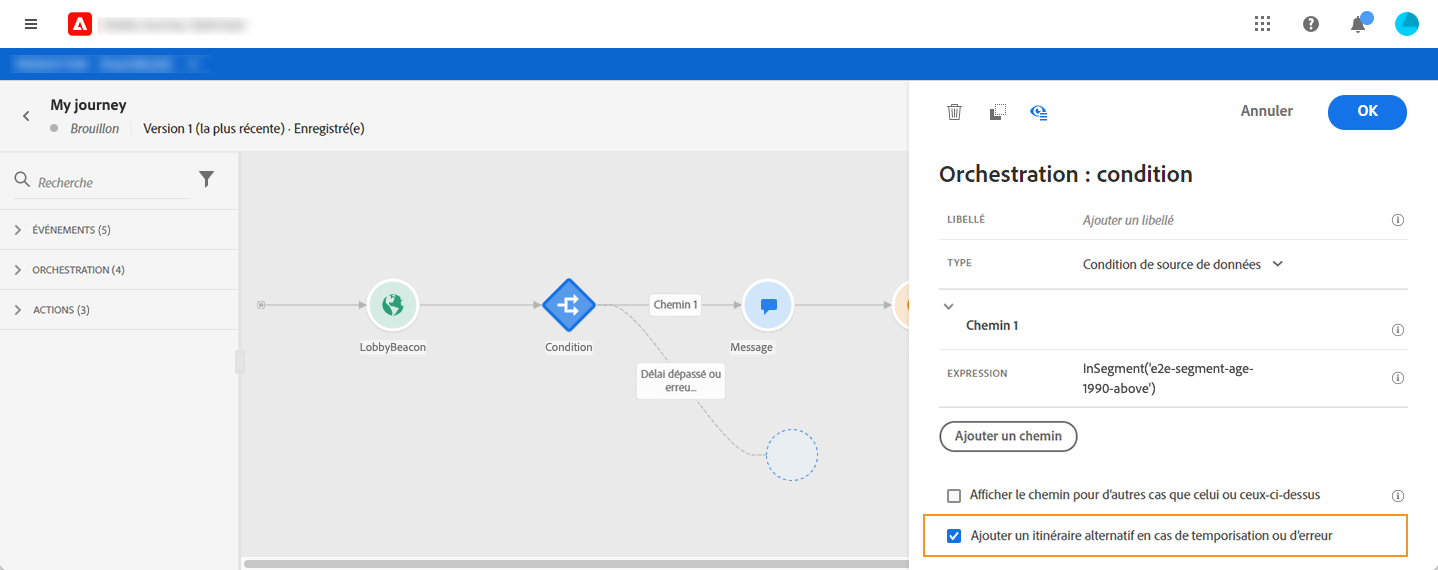 My journey
Brouillon
Version 1 (la plus récente) · Enregistré(e)
Recherche
ÉVÉNEMENTS (5)
ORCHESTRATION (4)
ACTIONS (3)
LobbyBeacon
Condition
Chemin 1
Message
Délai dépassé ou
erreu...
Annuler
OK
Orchestration : condition
LIBELLÉ
Ajouter un libellé
TYPE
Condition de source de données
Chemin 1
EXPRESSION
InSegment('e2e-segment-age-
1990-above')
Ajouter un chemin
Afficher le chemin pour d'autres cas que celui ou ceux-ci-dessus
Ajouter un itinéraire alternatif en cas de temporisation ou d'erreur